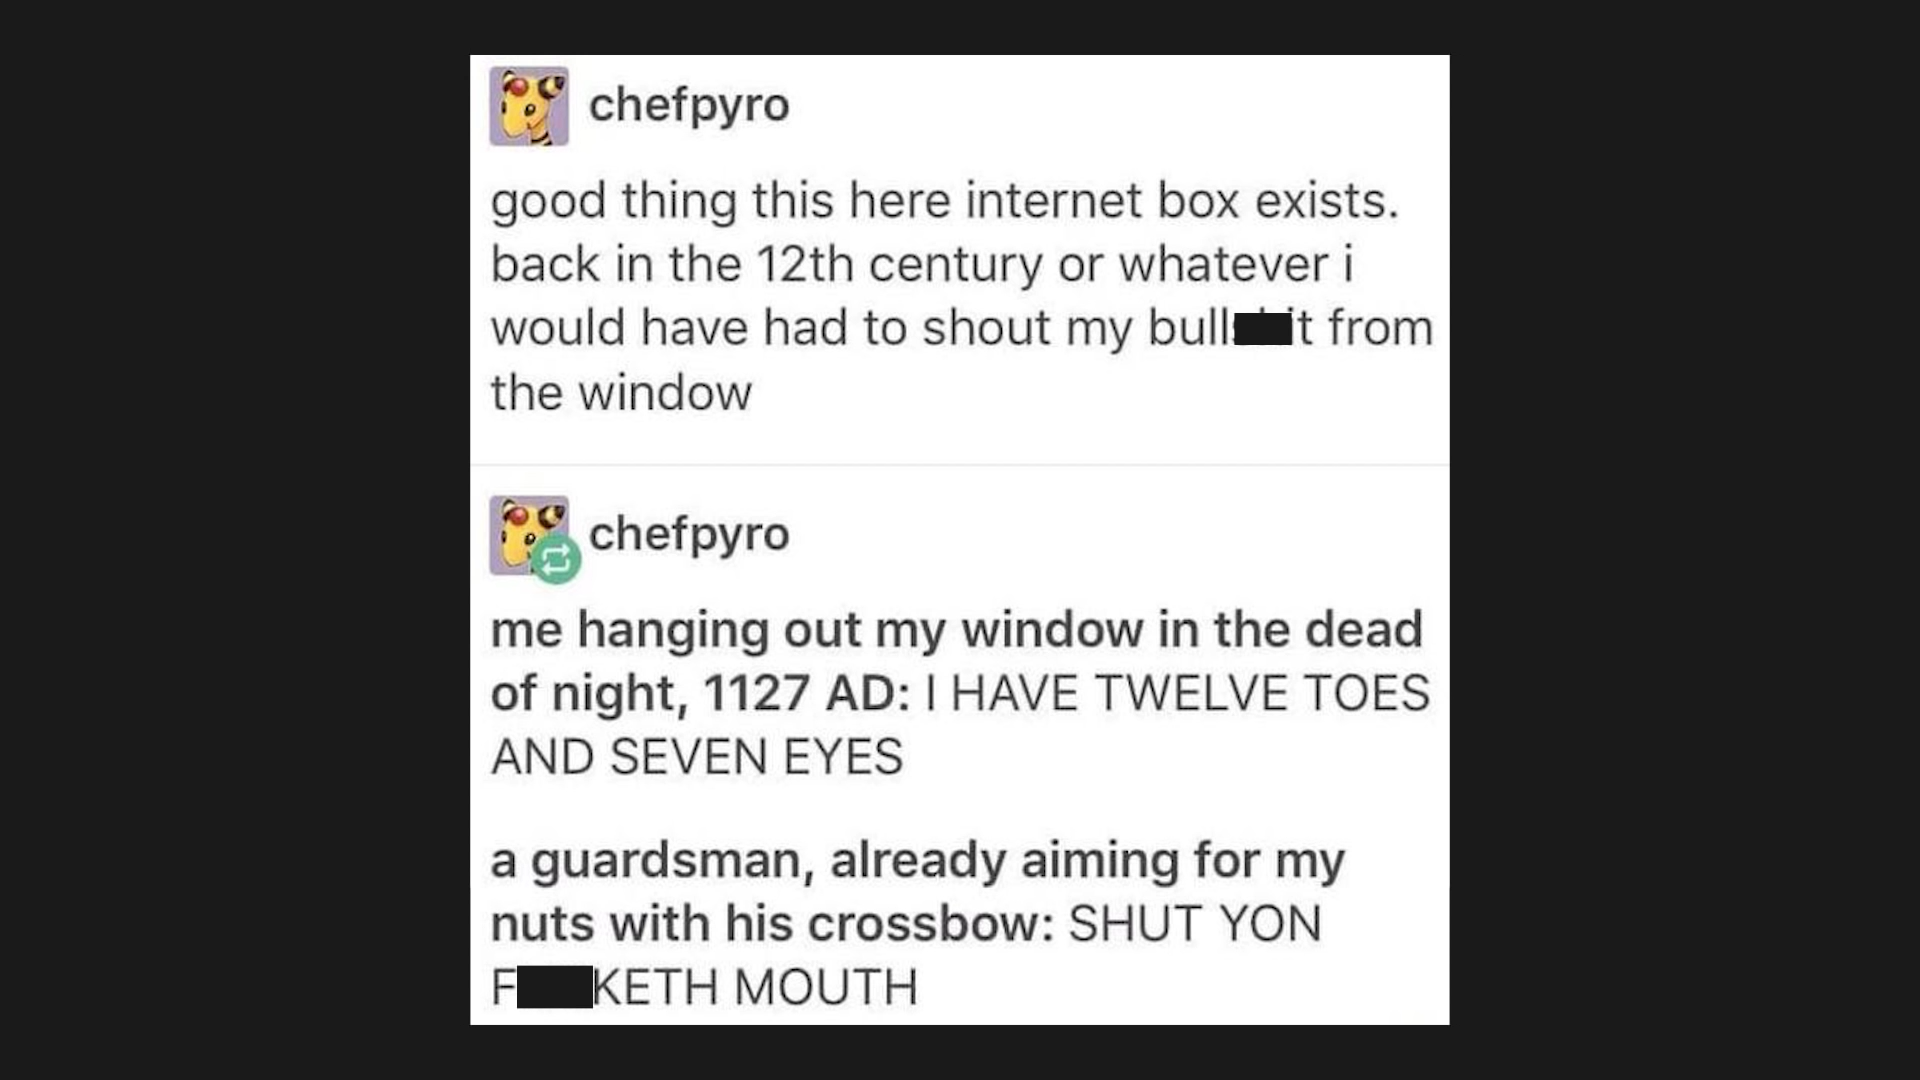 chefpyro
good thing this here internet box exists.
back in the 12th century or whatever i
would have had to shout my bull it from
the window
chefpyro
me hanging out my window in the dead
of night, 1127 AD: I HAVE TWELVE TOES
AND SEVEN EYES
a guardsman, already aiming for my
nuts with his crossbow: SHUT YON
F KETH MOUTH